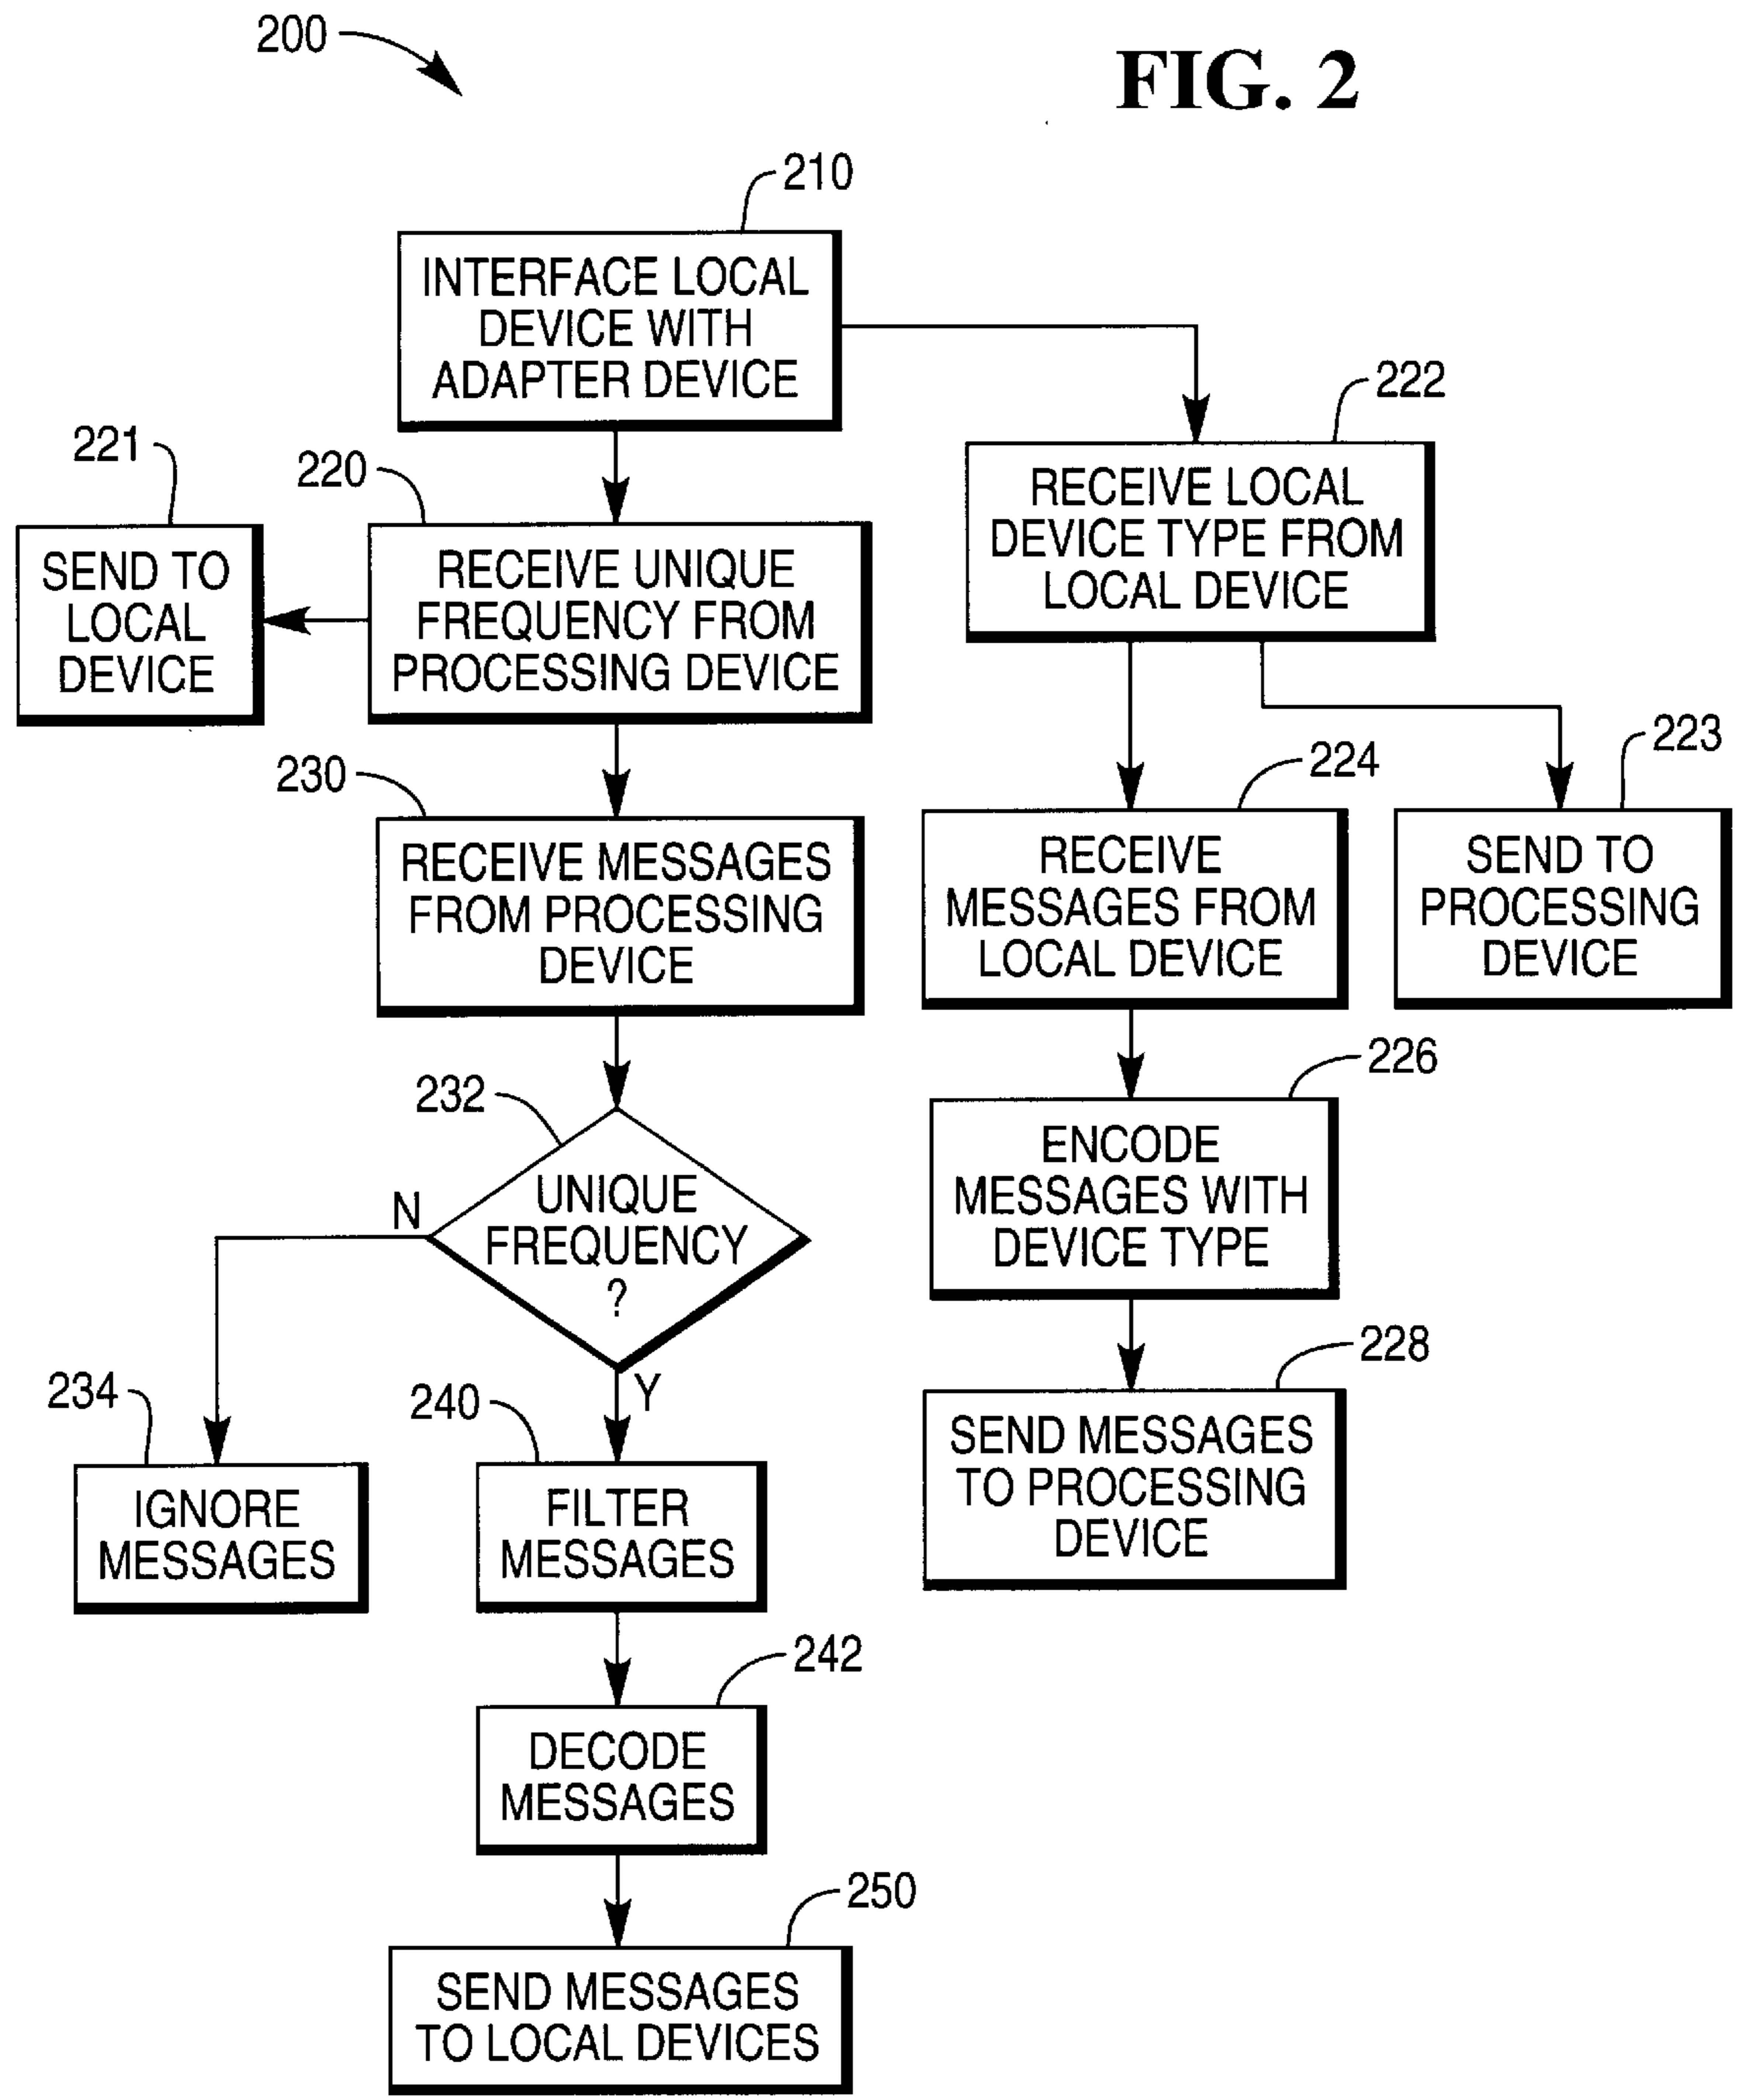 200
FIG. 2
210
INTERFACE LOCAL
DEVICE WITH
ADAPTER DEVICE
222
RECEIVE LOCAL
DEVICE TYPE FROM
LOCAL DEVICE
221
SEND TO
LOCAL
DEVICE
220
RECEIVE UNIQUE
FREQUENCY FROM
PROCESSING DEVICE
230
RECEIVE MESSAGES
FROM PROCESSING
DEVICE
224
RECEIVE
MESSAGES FROM
LOCAL DEVICE
223
SEND TO
PROCESSING
DEVICE
232
UNIQUE
FREQUENCY
?
N
Y
226
ENCODE
MESSAGES WITH
DEVICE TYPE
228
SEND MESSAGES
TO PROCESSING
DEVICE
234
IGNORE
MESSAGES
240
FILTER
MESSAGES
242
DECODE
MESSAGES
250
SEND MESSAGES
TO LOCAL DEVICES